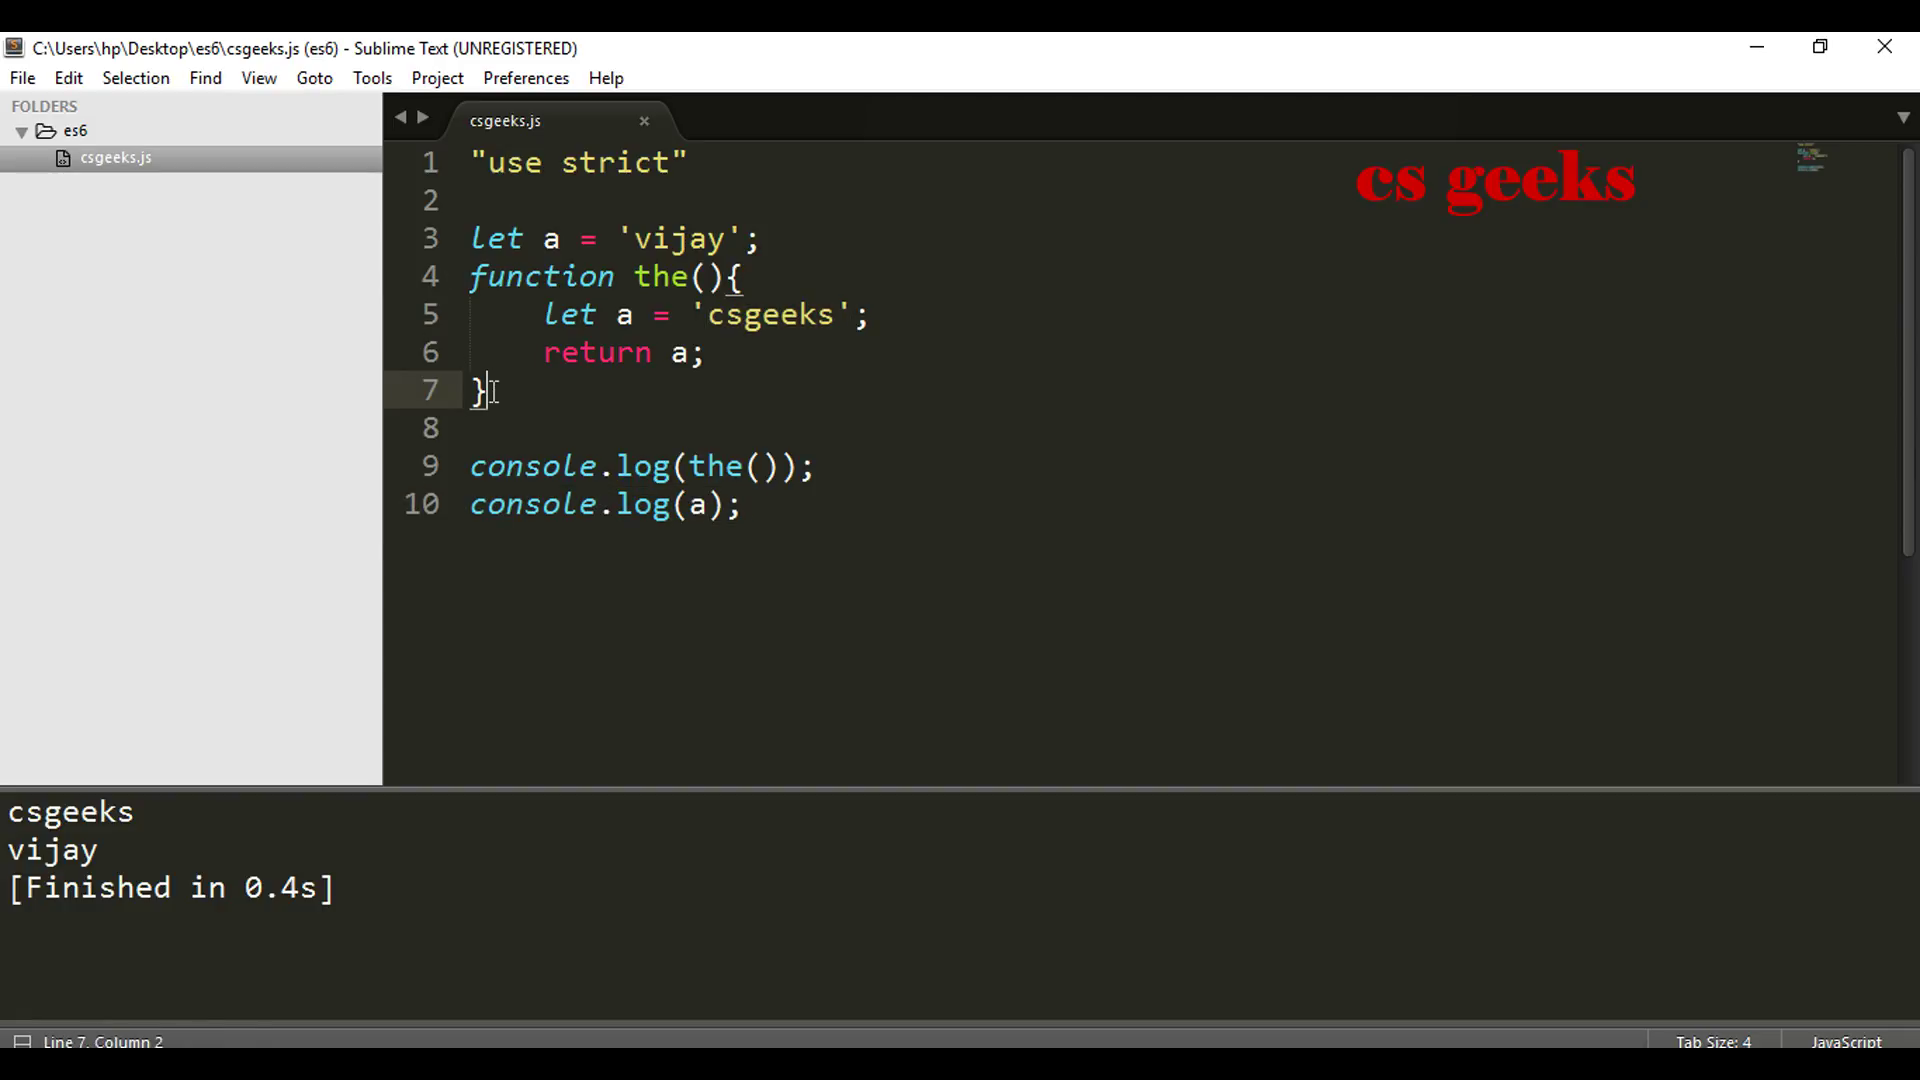 C:\Users\hp\Desktop\es6\csgeeks.js (es6) - Sublime Text (UNREGISTERED)
File Edit Selection Find View Goto Tools Project Preferences Help
FOLDERS
es6
csgeeks.js
csgeeks.js
cs geeks
1 "use strict"
2
3 let a = 'vijay';
4 function the(){
5 let a = 'csgeeks';
6 return a;
7 }
8
9 console.log(the());
10 console.log(a);
csgeeks
vijay
[Finished in 0.4s]
Line 7, Column 2
Tab Size: 4
JavaScript